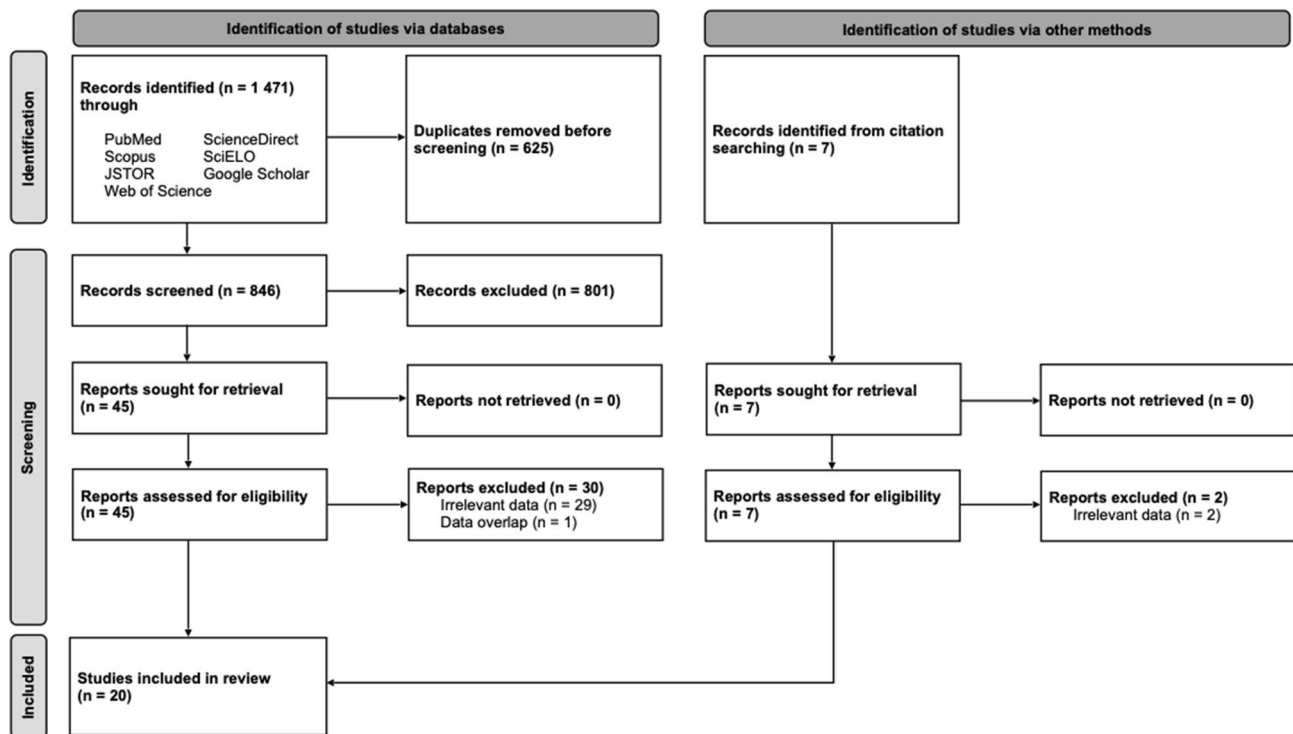 Identification of studies via databases
Identification of studies via other methods
Identification
Records identified (n = 1 471)
through
PubMed ScienceDirect
Scopus SciELO
JSTOR Google Scholar
Web of Science
Duplicates removed before
screening (n = 625)
Records identified from citation
searching (n = 7)
Screening
Records screened (n = 846)
Records excluded (n = 801)
Reports sought for retrieval
(n = 45)
Reports not retrieved (n = 0)
Reports sought for retrieval
(n = 7)
Reports not retrieved (n = 0)
Reports assessed for eligibility
(n = 45)
Reports excluded (n = 30)
Irrelevant data (n = 29)
Data overlap (n = 1)
Reports assessed for eligibility
(n = 7)
Reports excluded (n = 2)
Irrelevant data (n = 2)
Included
Studies included in review
(n = 20)